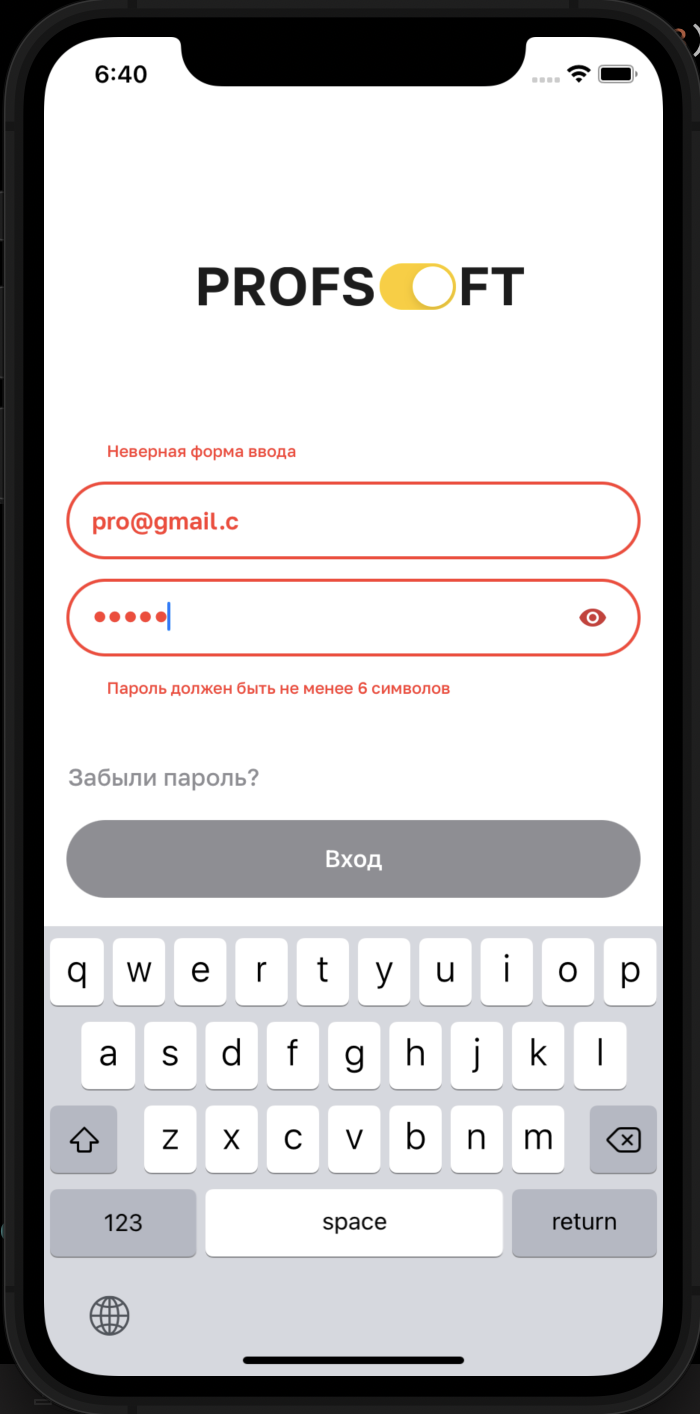 6:40
PROFSOFT
Неверная форма ввода
pro@gmail.c
Пароль должен быть не менее 6 символов
Забыли пароль?
Вход
q w e r t y u i o p
a s d f g h j k l
z x c v b n m
123 space return